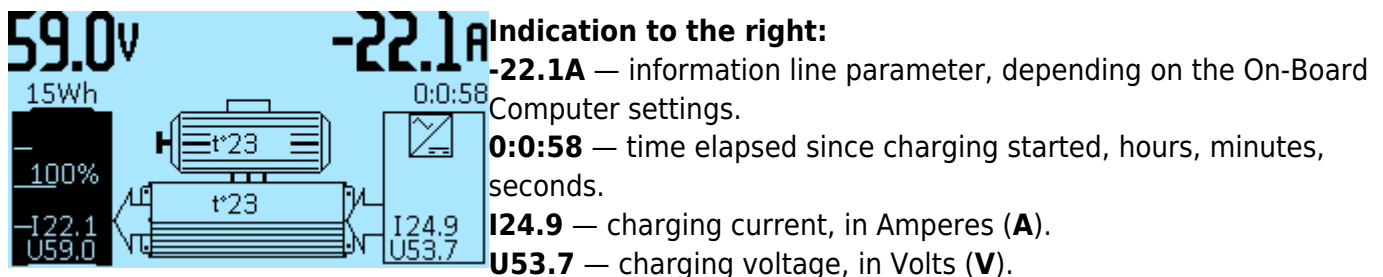 59.0V -22.1A
15Wh 0:0:58
t°23
100%
t°23
I22.1 I24.9
U59.0 U53.7
Indication to the right:
-22.1A — information line parameter, depending on the On-Board
Computer settings.
0:0:58 — time elapsed since charging started, hours, minutes,
seconds.
I24.9 — charging current, in Amperes (A).
U53.7 — charging voltage, in Volts (V).